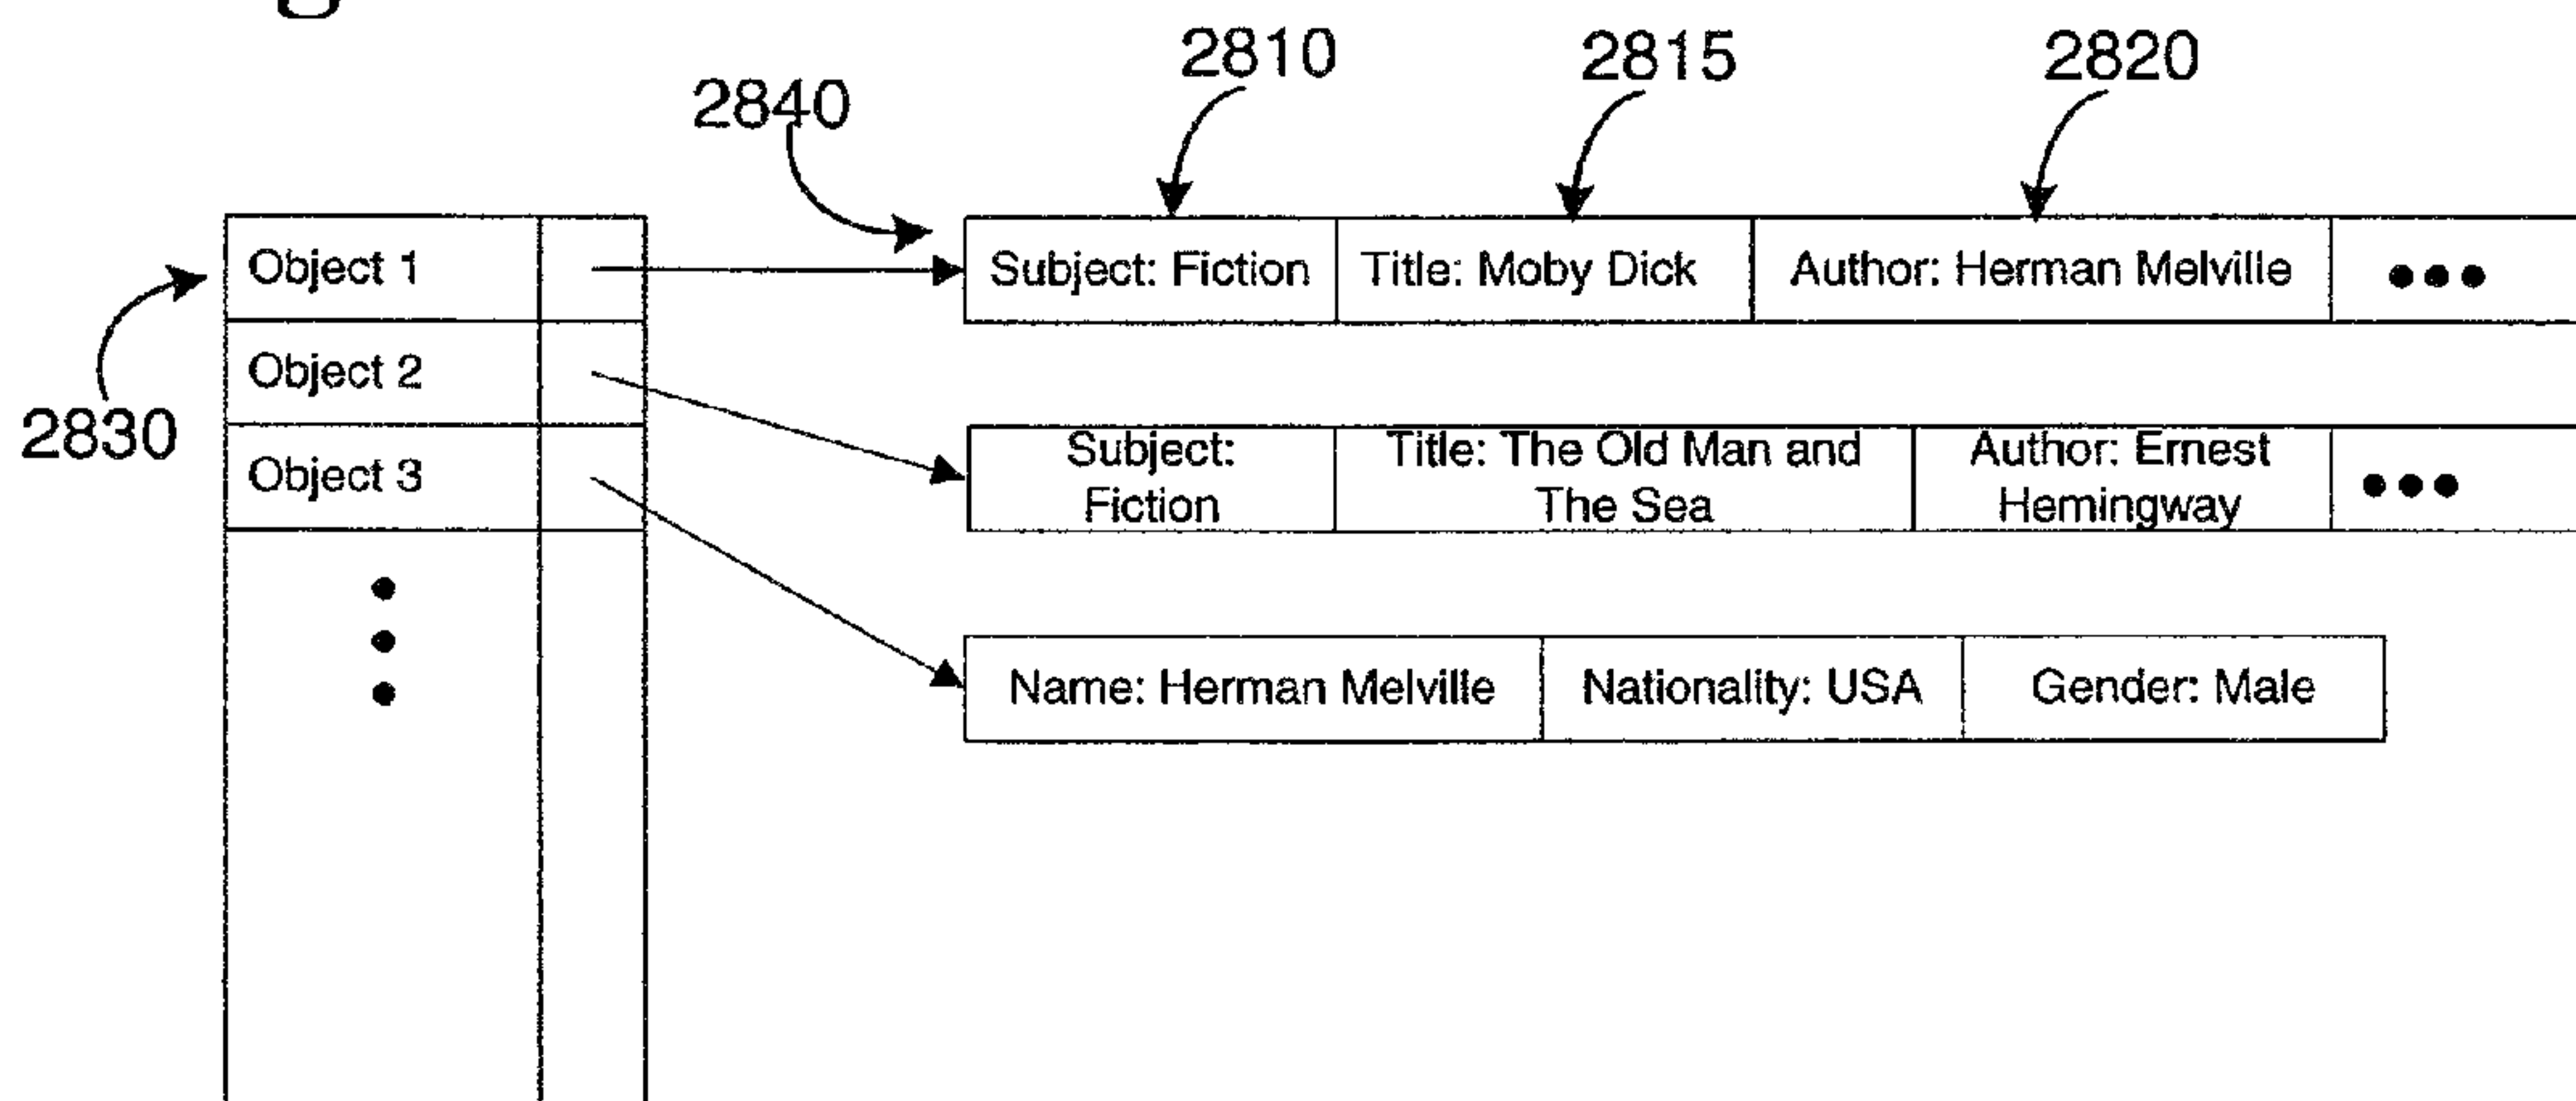 2810 2815 2820
2840
Object 1 Subject: Fiction Title: Moby Dick Author: Herman Melville •••
Object 2
2830
Object 3
Subject: Title: The Old Man and Author: Ernest
Fiction The Sea Hemingway •••
Name: Herman Melville Nationality: USA Gender: Male